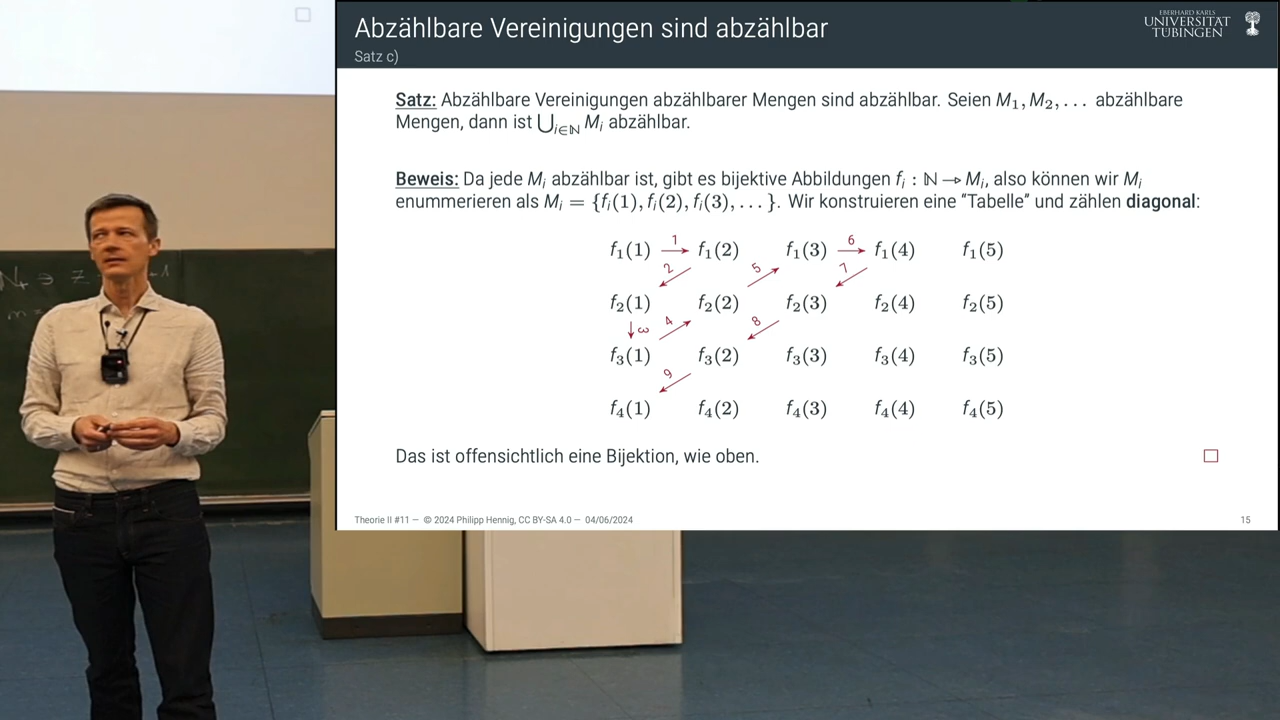 Abzählbare Vereinigungen sind abzählbar
Satz c)
EBERHARD KARLS
UNIVERSITÄT
TÜBINGEN
Satz: Abzählbare Vereinigungen abzählbarer Mengen sind abzählbar. Seien M₁, M₂, . . . abzählbare
Mengen, dann ist ⋃_{i∈ℕ} Mᵢ abzählbar.
Beweis: Da jede Mᵢ abzählbar ist, gibt es bijektive Abbildungen fᵢ : ℕ → Mᵢ, also können wir Mᵢ
enummerieren als Mᵢ = {fᵢ(1), fᵢ(2), fᵢ(3), . . . }. Wir konstruieren eine "Tabelle" und zählen diagonal:
f₁(1) 1 f₁(2) f₁(3) 6 f₁(4) f₁(5)
2 5 7
f₂(1) f₂(2) f₂(3) f₂(4) f₂(5)
3 4 8
f₃(1) f₃(2) f₃(3) f₃(4) f₃(5)
9
f₄(1) f₄(2) f₄(3) f₄(4) f₄(5)
Das ist offensichtlich eine Bijektion, wie oben. □
Theorie II #11 — © 2024 Philipp Hennig, CC BY-SA 4.0 — 04/06/2024
15